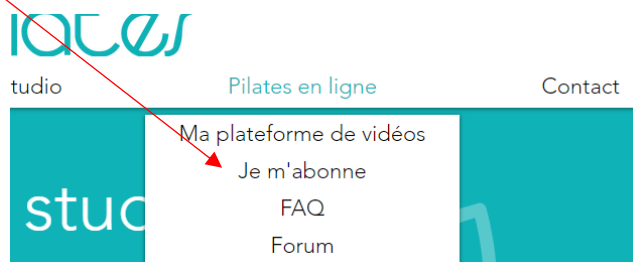 tudio Pilates en ligne Contact
Ma plateforme de vidéos
Je m'abonne
FAQ
Forum